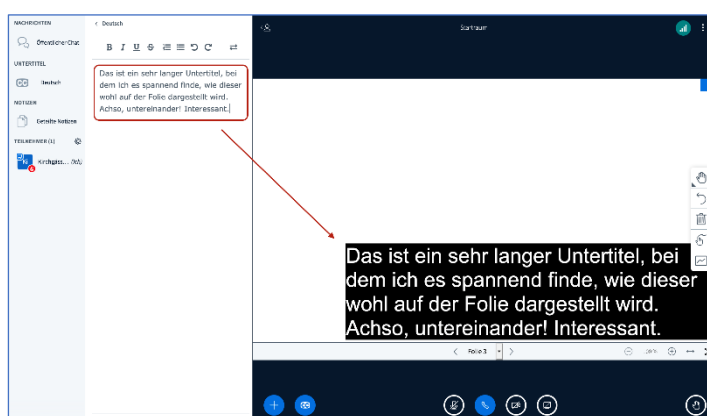 NACHRICHTEN
Öffentlicher Chat
UNTERTITEL
Deutsch
NOTIZEN
Geteilte Notizen
TEILNEHMER (1)
Kirchgäss...
Deutsch
B I U S
Das ist ein sehr langer Untertitel, bei
dem ich es spannend finde, wie dieser
wohl auf der Folie dargestellt wird.
Achso, untereinander! Interessant.
Startraum
Das ist ein sehr langer Untertitel, bei
dem ich es spannend finde, wie dieser
wohl auf der Folie dargestellt wird.
Achso, untereinander! Interessant.
Folie 3